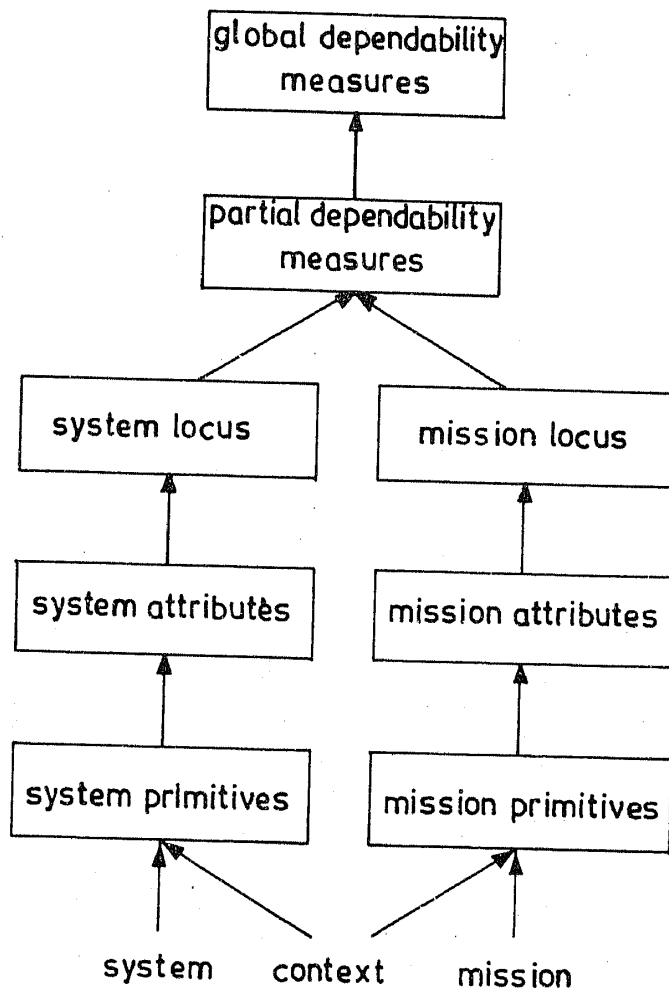 global dependability
measures
partial dependability
measures
system locus
mission locus
system attributes
mission attributes
system primitives
mission primitives
system
context
mission